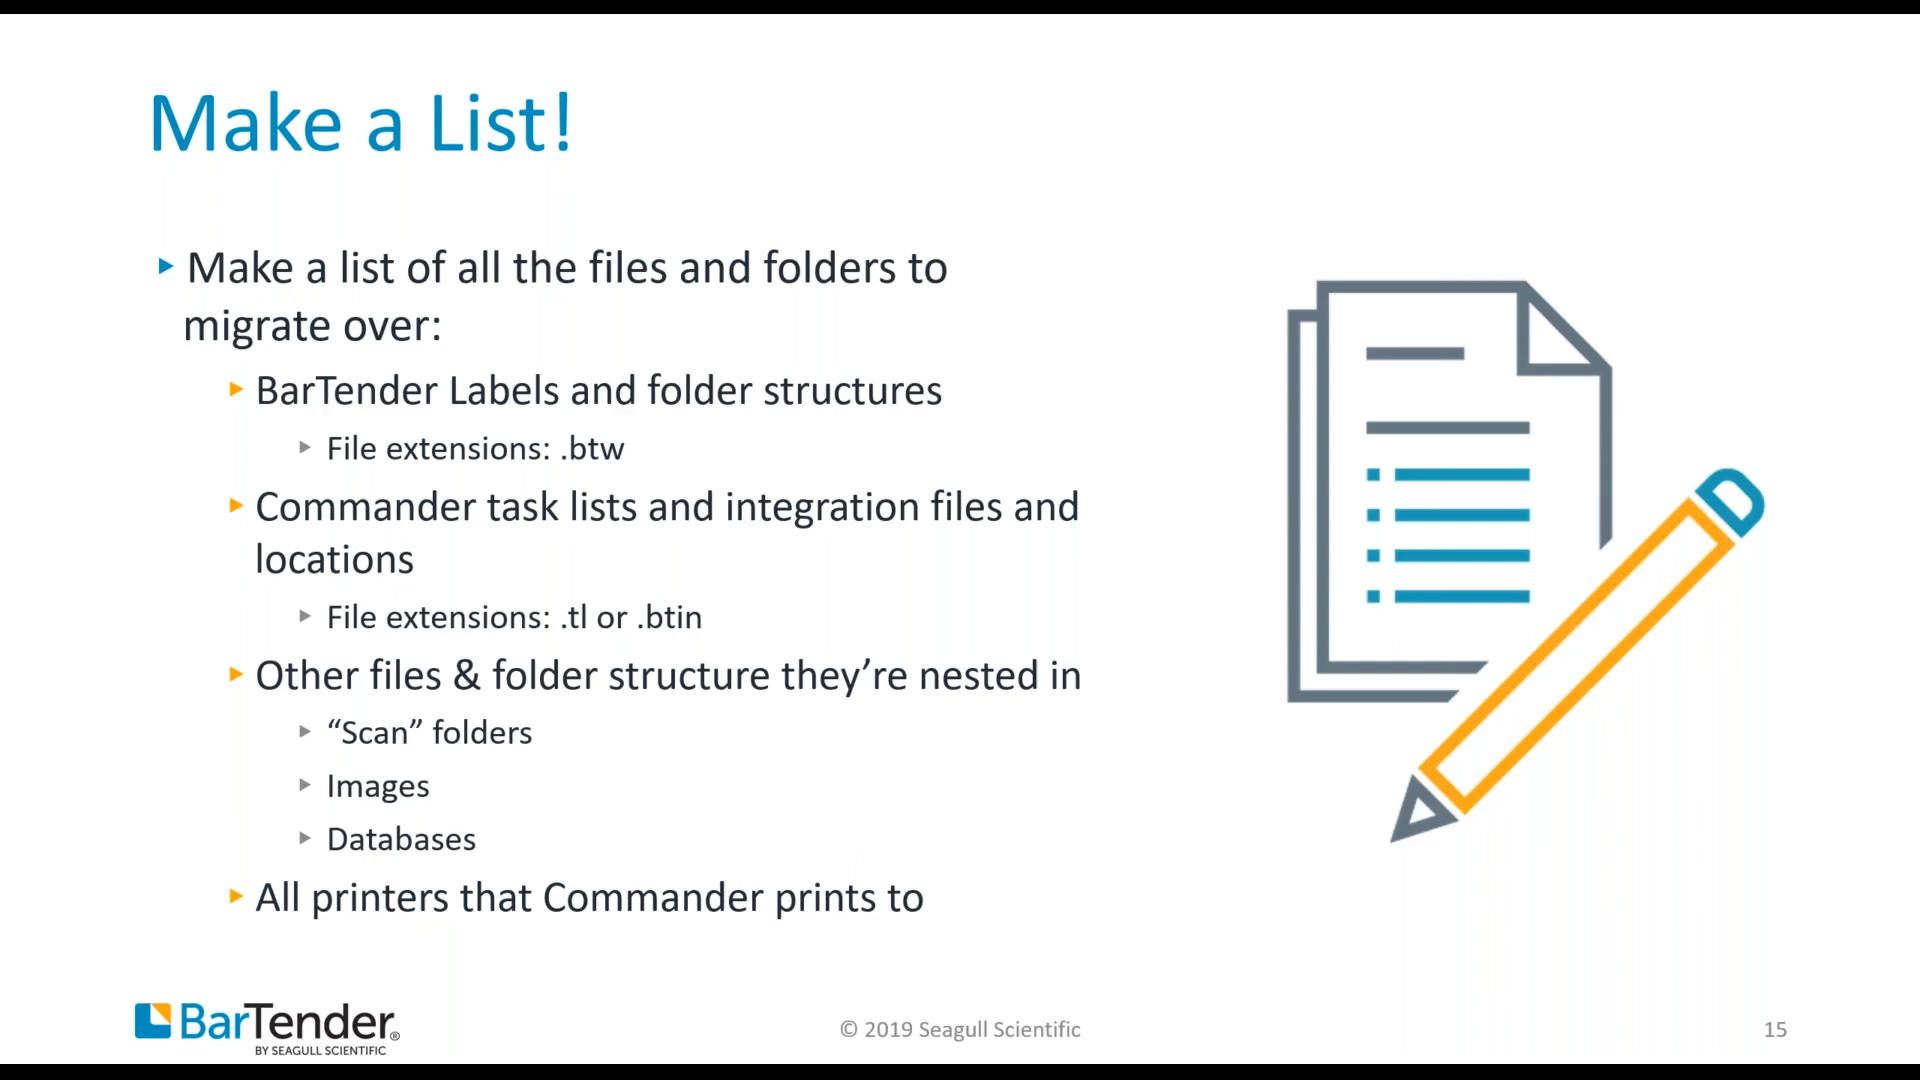 Make a List!
Make a list of all the files and folders to
migrate over:
BarTender Labels and folder structures
File extensions: .btw
Commander task lists and integration files and
locations
File extensions: .tl or .btin
Other files & folder structure they’re nested in
“Scan” folders
Images
Databases
All printers that Commander prints to
BarTender®
BY SEAGULL SCIENTIFIC
© 2019 Seagull Scientific
15